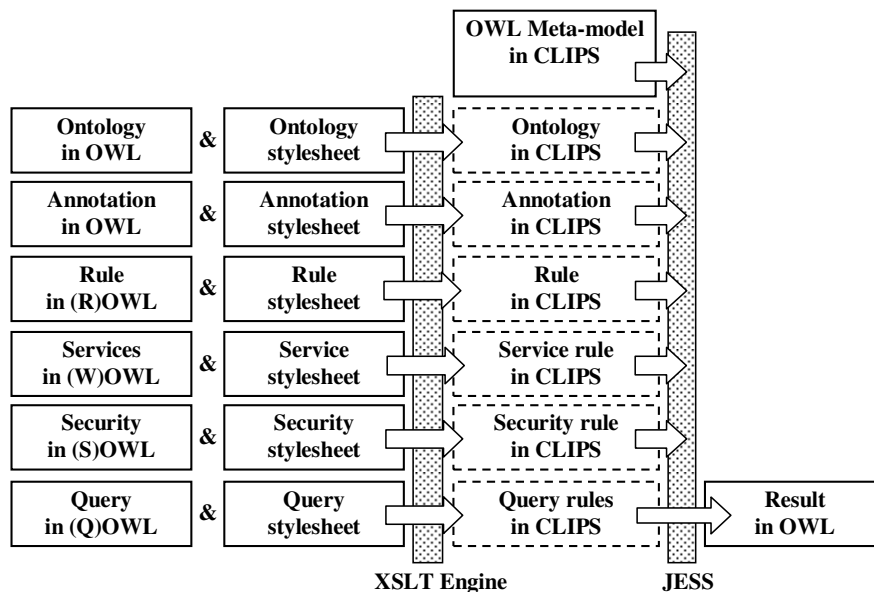 OWL Meta-model
in CLIPS
Ontology
in OWL
&
Ontology
stylesheet
Ontology
in CLIPS
Annotation
in OWL
&
Annotation
stylesheet
Annotation
in CLIPS
Rule
in (R)OWL
&
Rule
stylesheet
Rule
in CLIPS
Services
in (W)OWL
&
Service
stylesheet
Service rule
in CLIPS
Security
in (S)OWL
&
Security
stylesheet
Security rule
in CLIPS
Query
in (Q)OWL
&
Query
stylesheet
Query rules
in CLIPS
Result
in OWL
XSLT Engine
JESS